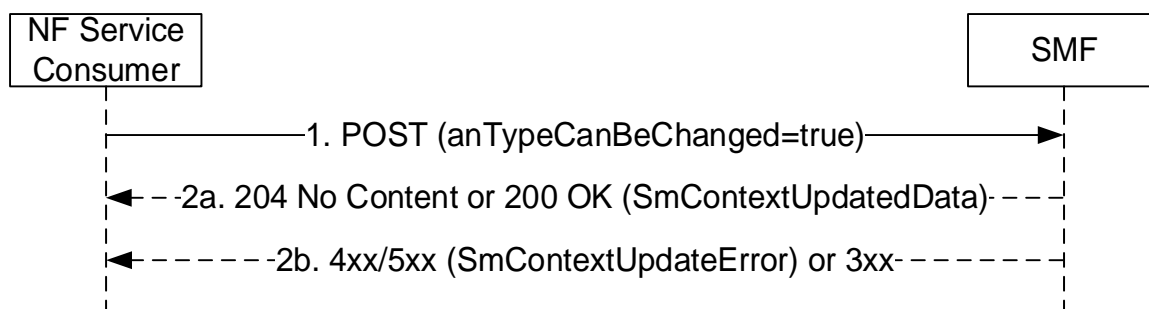 NF Service
Consumer
SMF
1. POST (anTypeCanBeChanged=true)
2a. 204 No Content or 200 OK (SmContextUpdatedData)
2b. 4xx/5xx (SmContextUpdateError) or 3xx